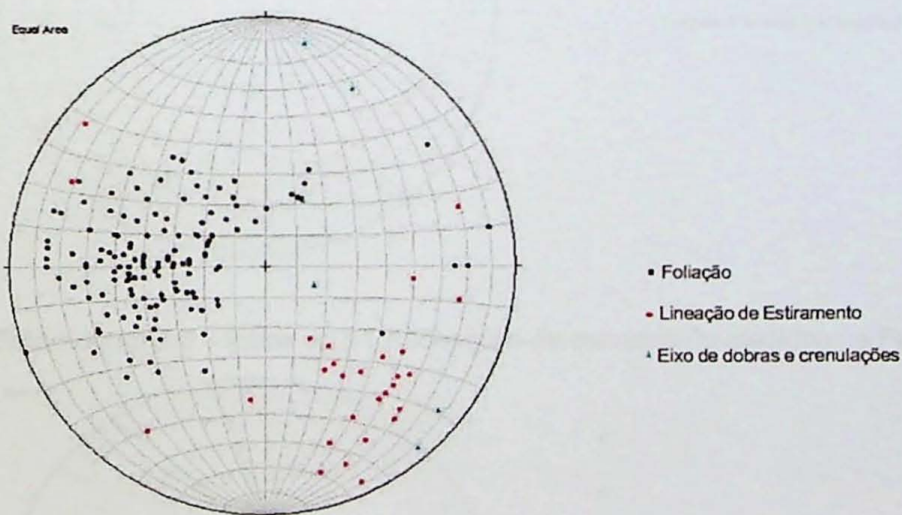 Equal Area
Foliação
Lineação de Estiramento
Eixo de dobras e crenulações